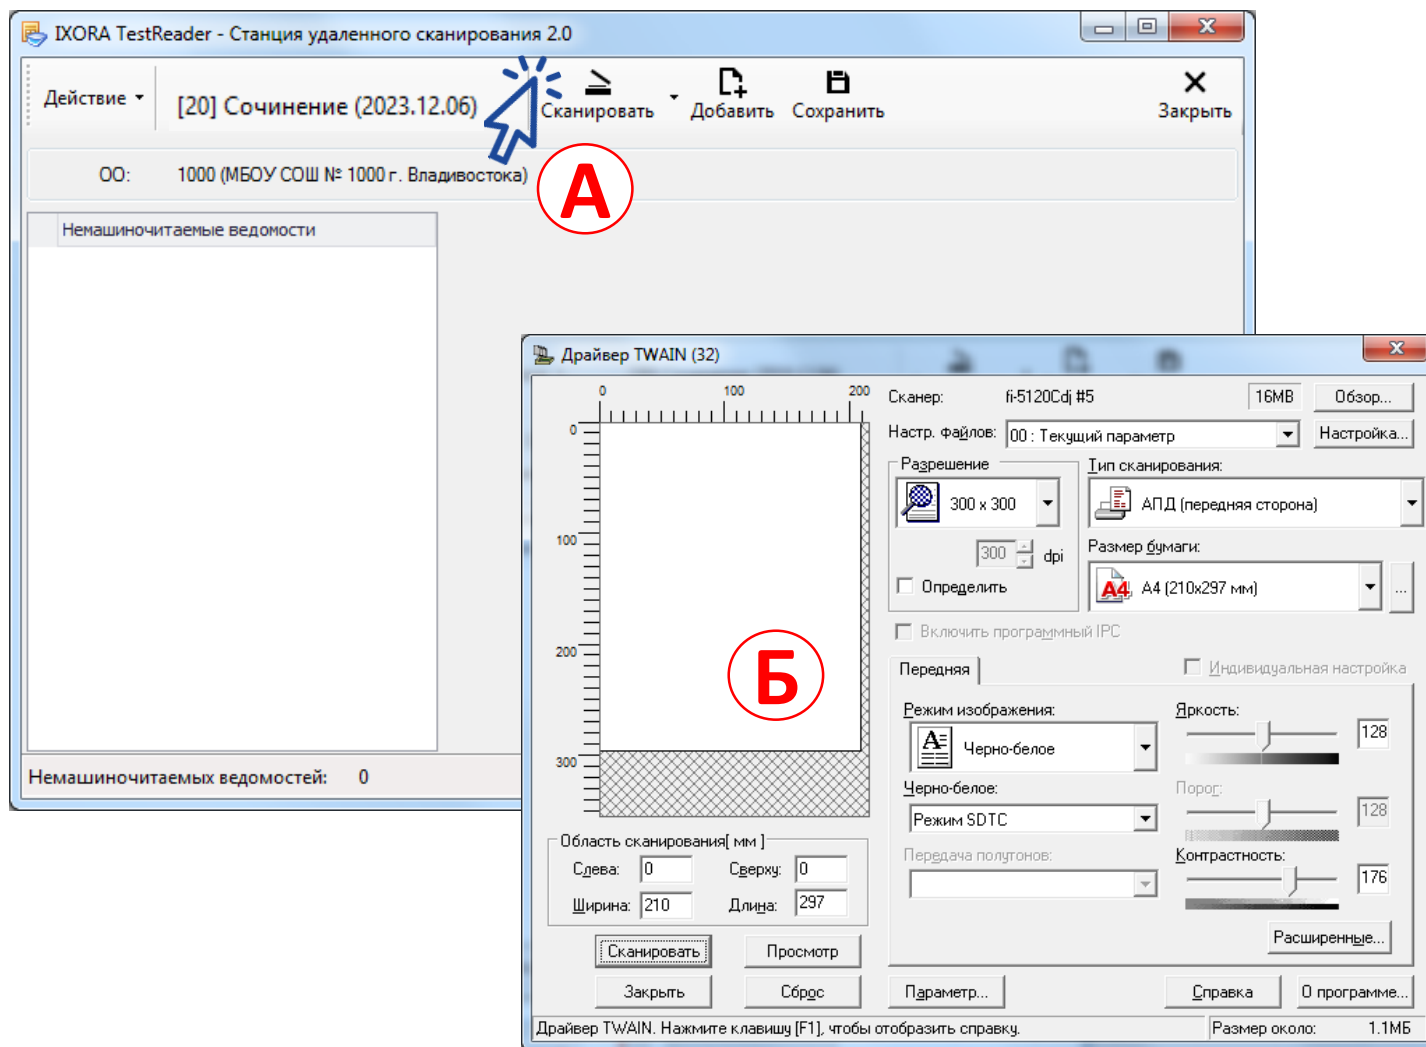 IXORA TestReader - Станция удаленного сканирования 2.0
Действие
[20] Сочинение (2023.12.06)
Сканировать
Добавить
Сохранить
Закрыть
ОО: 1000 (МБОУ СОШ № 1000 г. Владивостока)
А
Немашиночитаемые ведомости
Немашиночитаемых ведомостей: 0
Драйвер TWAIN (32)
0 100 200
0
100
200
300
Б
Сканер: fi-5120Cdj #5 16MB Обзор...
Настр. файлов: 00 : Текущий параметр Настройка...
Разрешение
300 x 300
300 dpi
Определить
Тип сканирования:
АПД (передняя сторона)
Размер бумаги:
A4 A4 (210x297 мм) ...
Включить программный IPC
Передняя
Индивидуальная настройка
Режим изображения:
Черно-белое
Черно-белое:
Режим SDTC
Передача полутонов:
Яркость:
128
Порог:
128
Контрастность:
176
Расширенные...
Область сканирования[ мм ]
Слева: 0 Сверху: 0
Ширина: 210 Длина: 297
Сканировать Просмотр
Закрыть Сброс
Параметр... Справка О программе...
Драйвер TWAIN. Нажмите клавишу [F1], чтобы отобразить справку.
Размер около: 1.1МБ